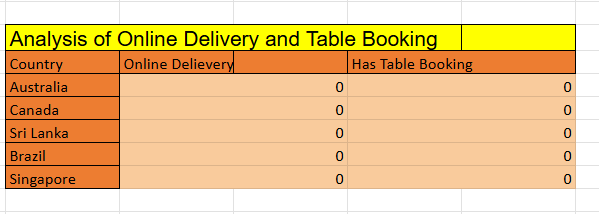 Analysis of Online Delivery and Table Booking
Country Online Delievery Has Table Booking
Australia 0 0
Canada 0 0
Sri Lanka 0 0
Brazil 0 0
Singapore 0 0